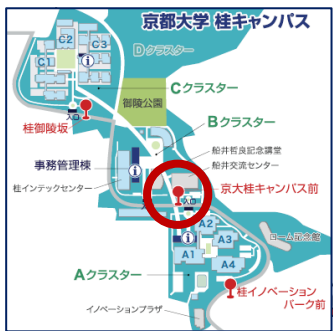 京都大学 桂キャンパス
Dクラスター
C2
C3
C1
Cクラスター
御陵公園
入口
桂御陵坂
Bクラスター
事務管理棟
船井哲良記念講堂
船井交流センター
桂インテックセンター
京大桂キャンパス前
入口
ローム記念館
A2
A3
A1
A4
Aクラスター
桂イノベーション
パーク前
イノベーションプラザ